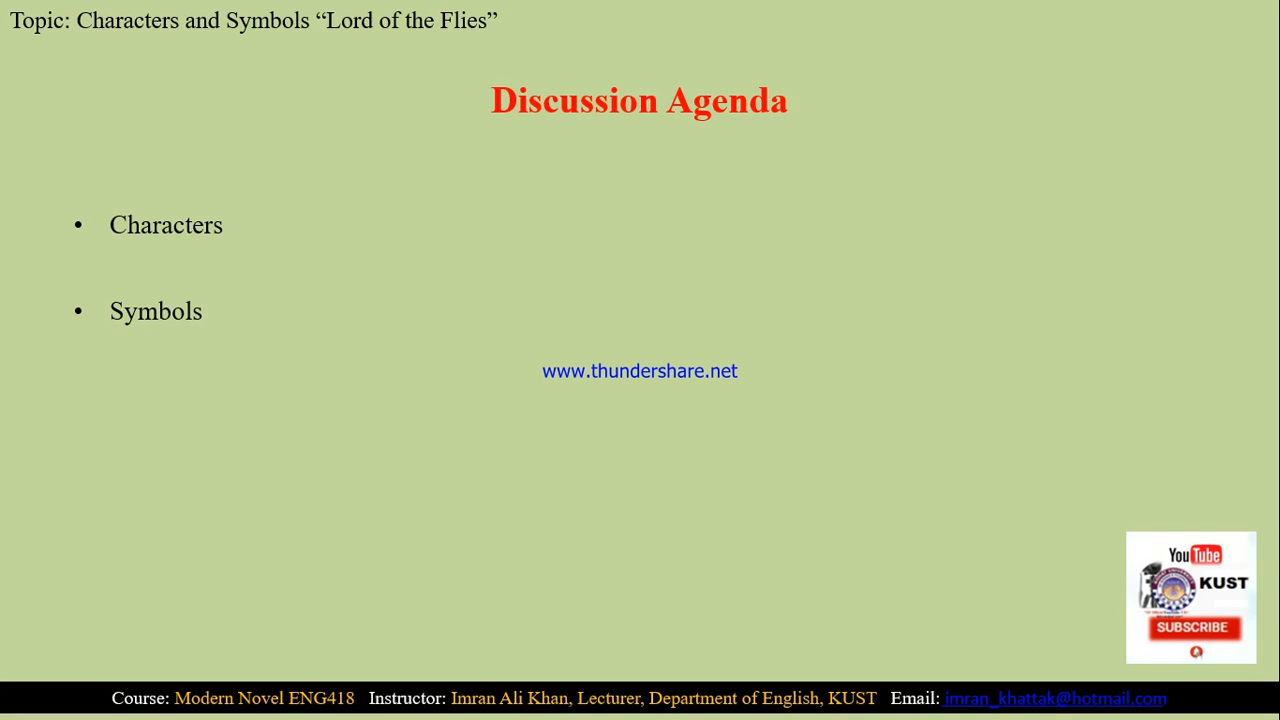 Topic: Characters and Symbols “Lord of the Flies”
Discussion Agenda
• Characters
• Symbols
www.thundershare.net
YouTube
KUST
SUBSCRIBE
Course: Modern Novel ENG418 Instructor: Imran Ali Khan, Lecturer, Department of English, KUST Email: imran_khattak@hotmail.com